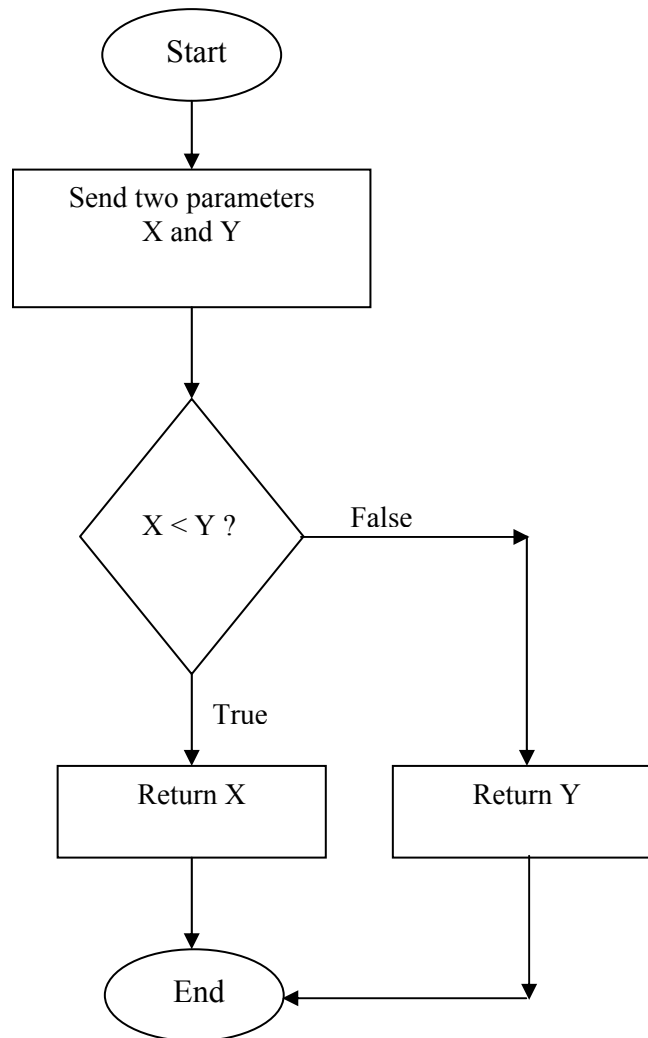 Start
Send two parameters
X and Y
X < Y ?
False
True
Return X
Return Y
End